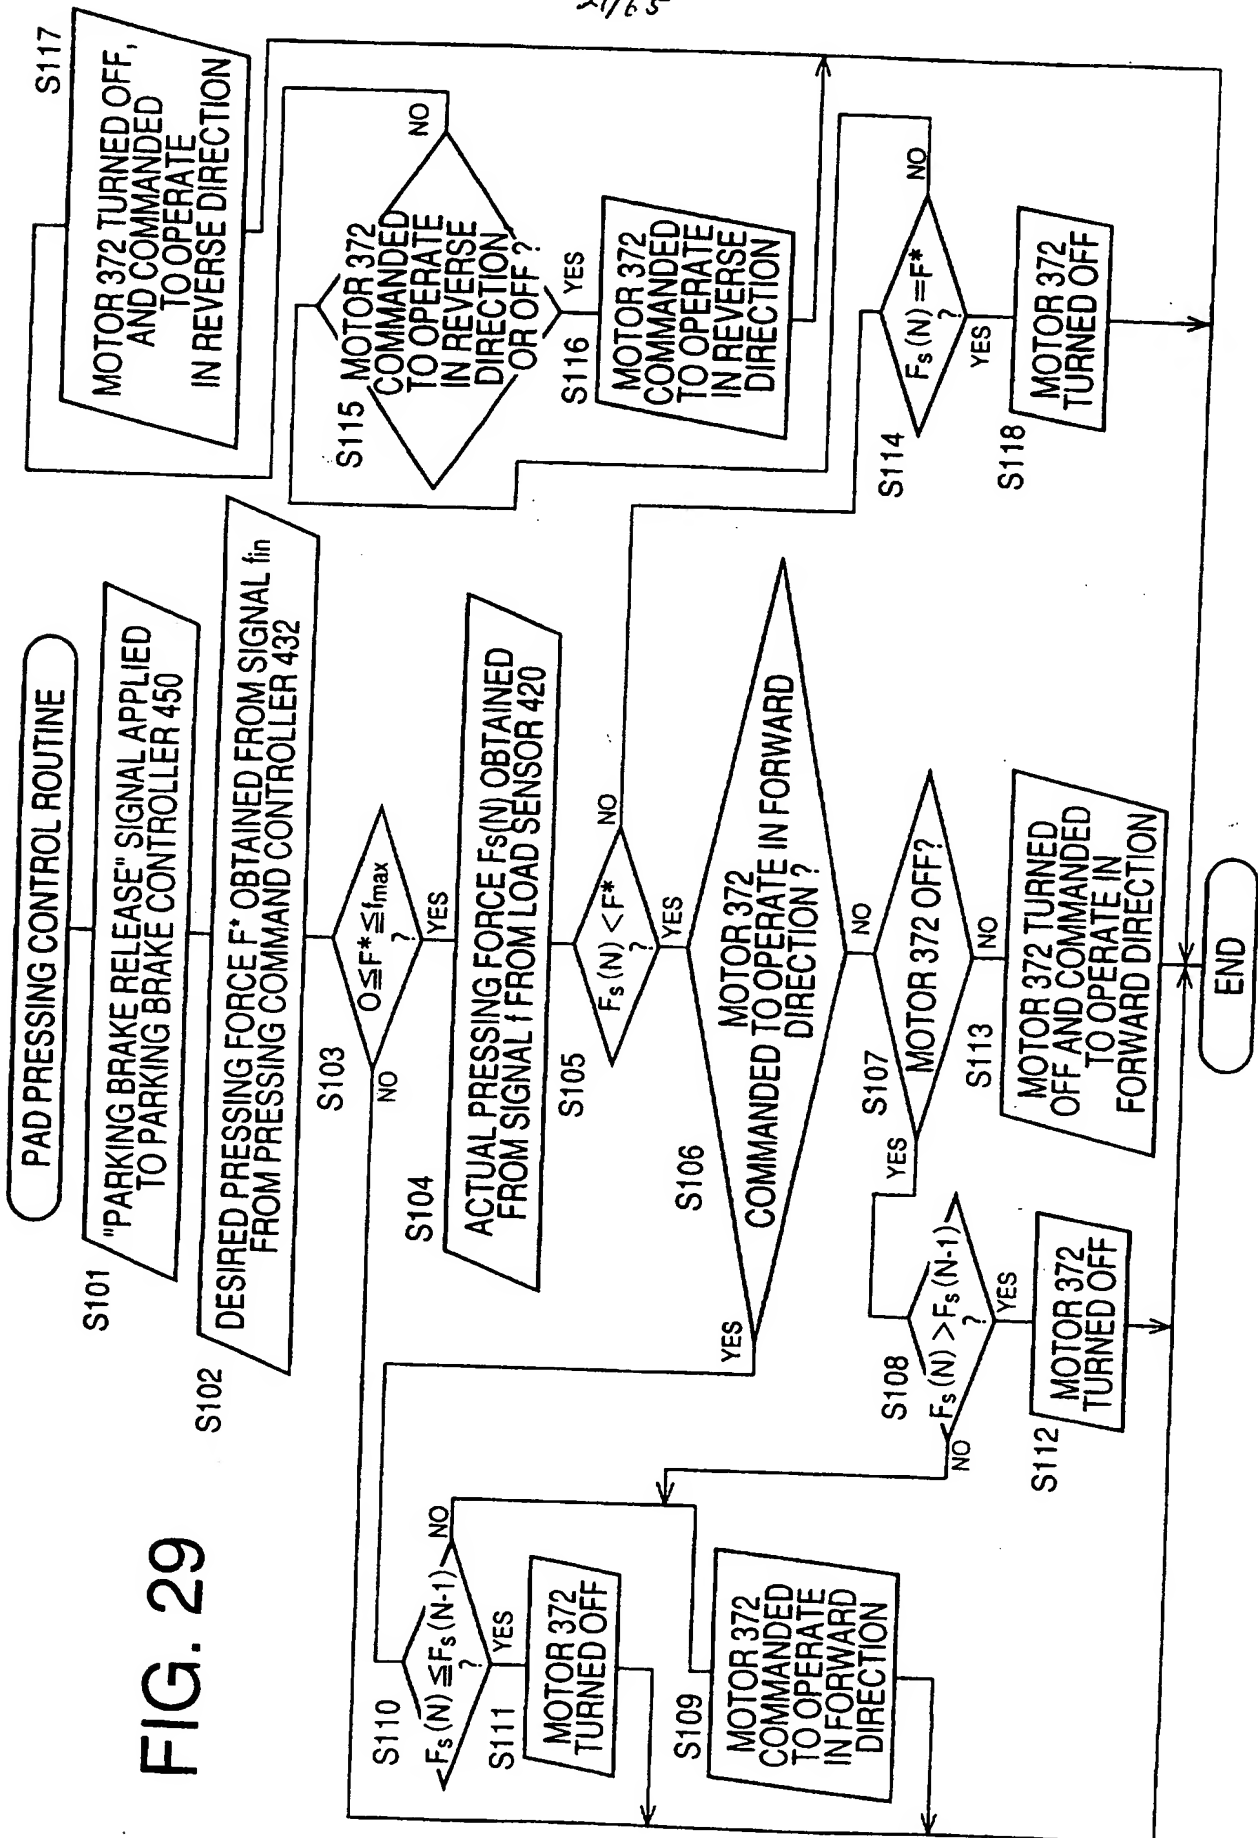 21/65
FIG. 29
PAD PRESSING CONTROL ROUTINE
S101
"PARKING BRAKE RELEASE" SIGNAL APPLIED
TO PARKING BRAKE CONTROLLER 450
S102
DESIRED PRESSING FORCE F* OBTAINED FROM SIGNAL fin
FROM PRESSING COMMAND CONTROLLER 432
S103
0≦F*≦fmax
?
NO
YES
S104
ACTUAL PRESSING FORCE Fs(N) OBTAINED
FROM SIGNAL f FROM LOAD SENSOR 420
S105
Fs(N)<F*
?
NO
YES
S106
MOTOR 372
COMMANDED TO OPERATE IN FORWARD
DIRECTION ?
YES
NO
S107
MOTOR 372 OFF?
YES
NO
S113
MOTOR 372 TURNED
OFF AND COMMANDED
TO OPERATE IN
FORWARD DIRECTION
S108
Fs(N)>Fs(N-1)
?
NO
YES
S112
MOTOR 372
TURNED OFF
S110
Fs(N)≦Fs(N-1)
?
NO
YES
S111
MOTOR 372
TURNED OFF
S109
MOTOR 372
COMMANDED
TO OPERATE
IN FORWARD
DIRECTION
S117
MOTOR 372 TURNED OFF,
AND COMMANDED
TO OPERATE
IN REVERSE DIRECTION
S115
MOTOR 372
COMMANDED
TO OPERATE
IN REVERSE
DIRECTION
OR OFF ?
NO
YES
S116
MOTOR 372
COMMANDED
TO OPERATE
IN REVERSE
DIRECTION
S114
Fs(N)=F*
?
NO
YES
S118
MOTOR 372
TURNED OFF
END